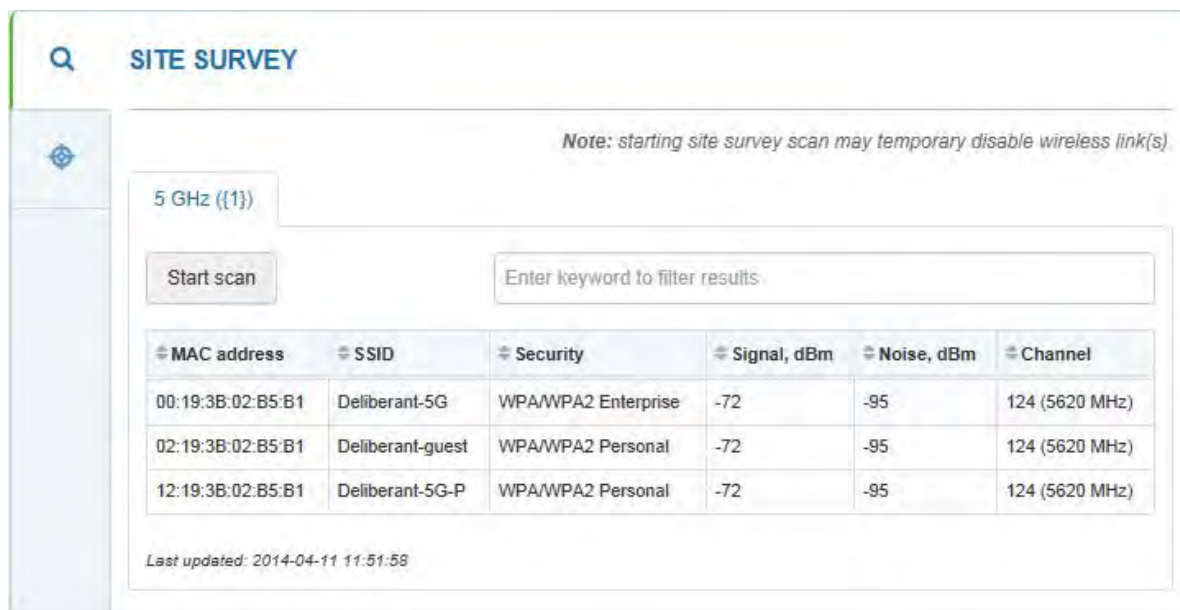 SITE SURVEY
Note: starting site survey scan may temporary disable wireless link(s)
5 GHz ({1})
Start scan
Enter keyword to filter results
MAC address SSID Security Signal, dBm Noise, dBm Channel
00:19:3B:02:B5:B1 Deliberant-5G WPA/WPA2 Enterprise -72 -95 124 (5620 MHz)
02:19:3B:02:B5:B1 Deliberant-guest WPA/WPA2 Personal -72 -95 124 (5620 MHz)
12:19:3B:02:B5:B1 Deliberant-5G-P WPA/WPA2 Personal -72 -95 124 (5620 MHz)
Last updated: 2014-04-11 11:51:58